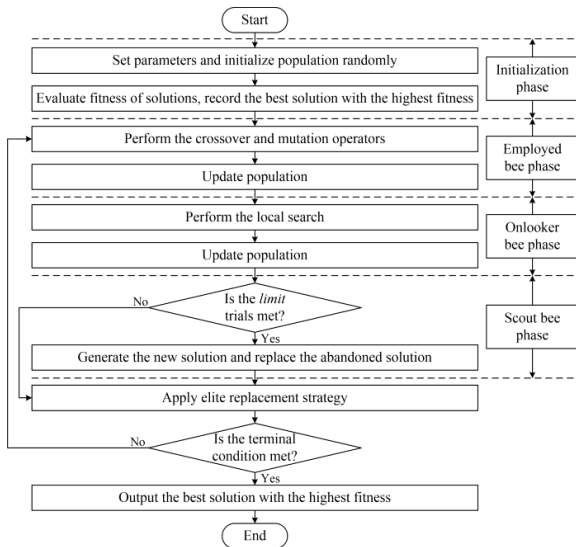 Start
Set parameters and initialize population randomly
Evaluate fitness of solutions, record the best solution with the highest fitness
Initialization
phase
Perform the crossover and mutation operators
Update population
Employed
bee phase
Perform the local search
Update population
Onlooker
bee phase
No
Is the limit
trials met?
Yes
Generate the new solution and replace the abandoned solution
Scout bee
phase
Apply elite replacement strategy
No
Is the terminal
condition met?
Yes
Output the best solution with the highest fitness
End